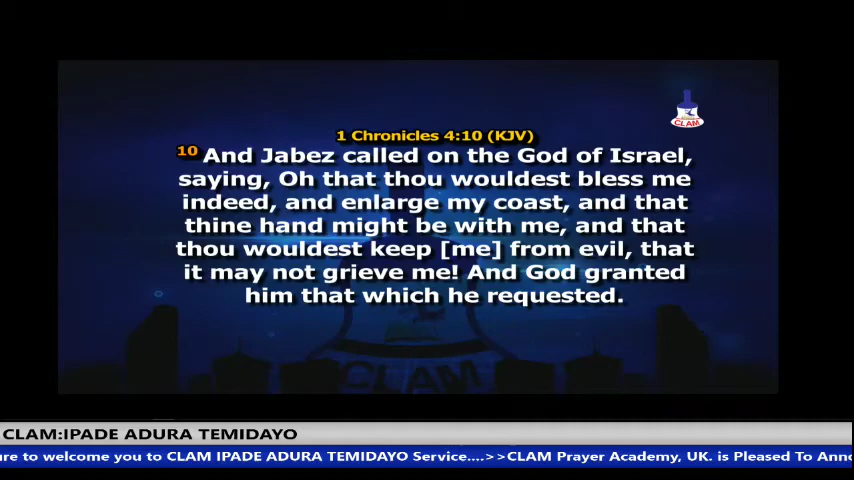 CLAM
1 Chronicles 4:10 (KJV)
10 And Jabez called on the God of Israel,
saying, Oh that thou wouldest bless me
indeed, and enlarge my coast, and that
thine hand might be with me, and that
thou wouldest keep [me] from evil, that
it may not grieve me! And God granted
him that which he requested.
CLAM
CLAM:IPADE ADURA TEMIDAYO
ure to welcome you to CLAM IPADE ADURA TEMIDAYO Service....>>CLAM Prayer Academy, UK. is Pleased To Anno